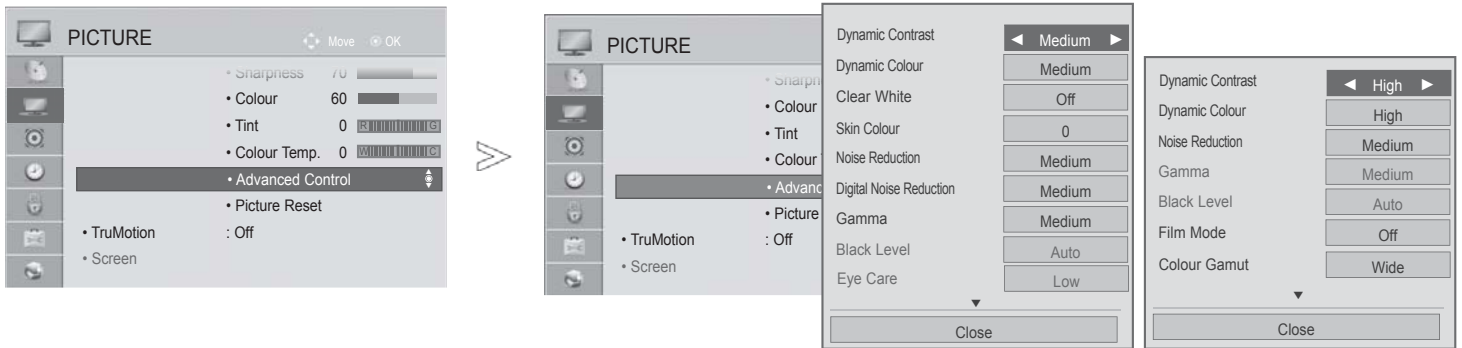 PICTURE
Move OK
• Sharpness 70
• Colour 60
• Tint 0 R G
• Colour Temp. 0 W C
• Advanced Control
• Picture Reset
• TruMotion : Off
• Screen
PICTURE
• Sharpn
• Colour
• Tint
• Colour
• Advanc
• Picture
• TruMotion : Off
• Screen
Dynamic Contrast ◄ Medium ►
Dynamic Colour Medium
Clear White Off
Skin Colour 0
Noise Reduction Medium
Digital Noise Reduction Medium
Gamma Medium
Black Level Auto
Eye Care Low
▼
Close
Dynamic Contrast ◄ High ►
Dynamic Colour High
Noise Reduction Medium
Gamma Medium
Black Level Auto
Film Mode Off
Colour Gamut Wide
▼
Close